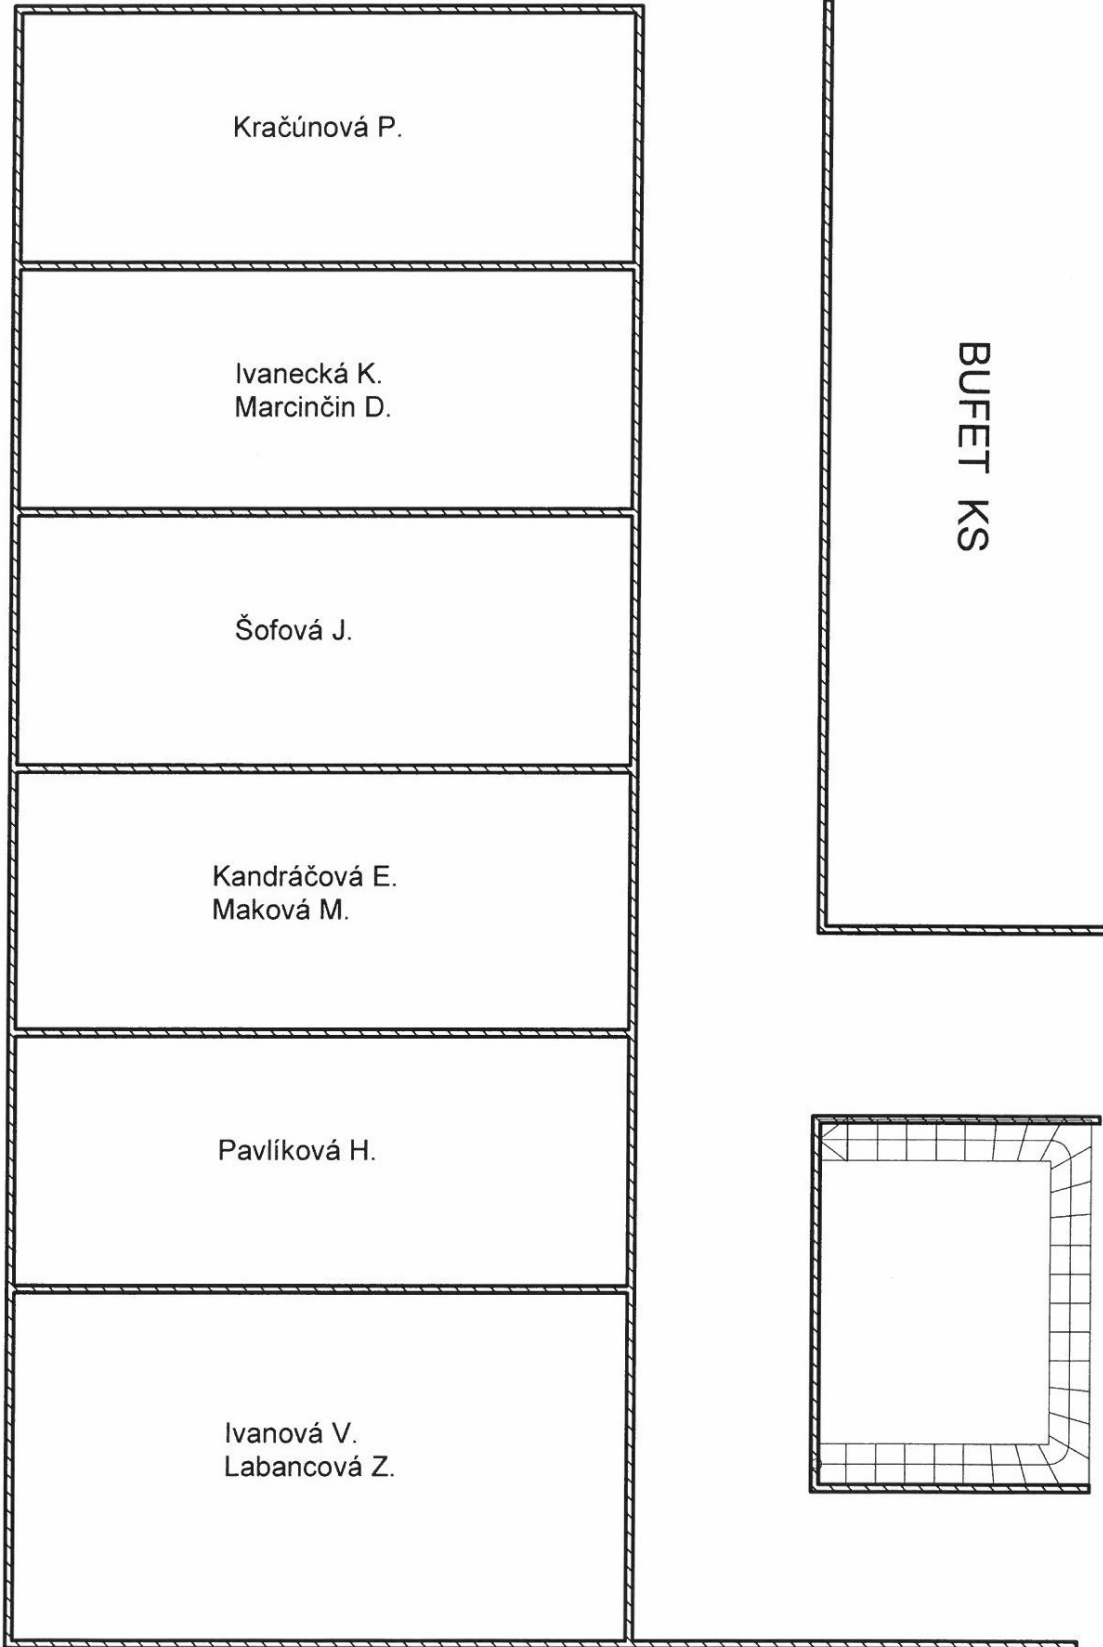 Kračúnová P.
Ivanecká K.
Marcinčin D.
Šofová J.
Kandráčová E.
Maková M.
Pavlíková H.
Ivanová V.
Labancová Z.
BUFET KS